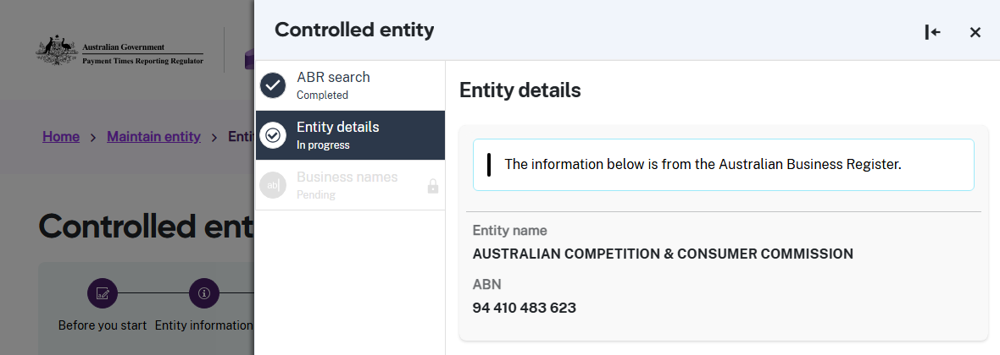 Australian Government
Payment Times Reporting Regulator
Home > Maintain entity > Enti
Controlled ent
Before you start
Entity information
Controlled entity
ABR search
Completed
Entity details
In progress
ab
Business names
Pending
Entity details
The information below is from the Australian Business Register.
Entity name
AUSTRALIAN COMPETITION & CONSUMER COMMISSION
ABN
94 410 483 623